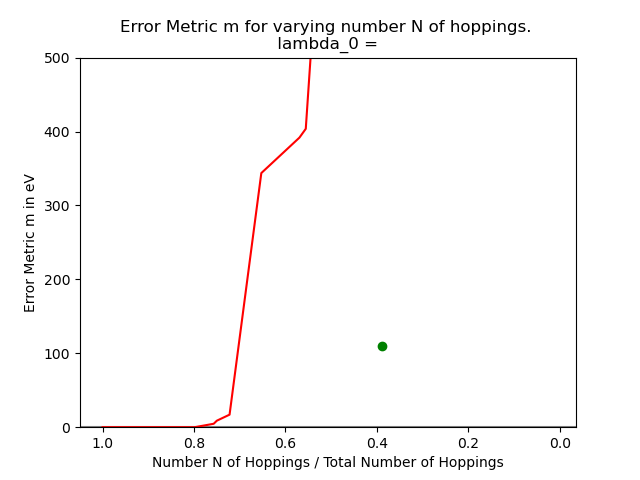 Error Metric m for varying number N of hoppings.
lambda_0 =
500
400
300
200
100
0
Error Metric m in eV
1.0 0.8 0.6 0.4 0.2 0.0
Number N of Hoppings / Total Number of Hoppings